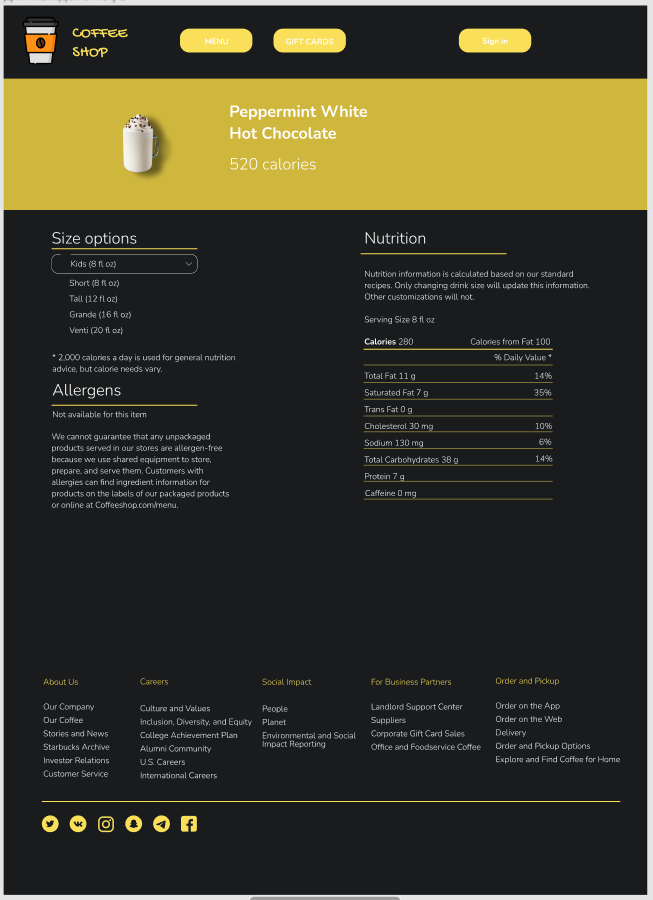 COFFEE
SHOP
MENU
GIFT CARDS
Sign In
Peppermint White
Hot Chocolate
520 calories
Size options
Kids (8 fl oz)
Short (8 fl oz)
Tall (12 fl oz)
Grande (16 fl oz)
Venti (20 fl oz)
* 2,000 calories a day is used for general nutrition
advice, but calorie needs vary.
Allergens
Not available for this item
We cannot guarantee that any unpackaged
products served in our stores are allergen-free
because we use shared equipment to store,
prepare, and serve them. Customers with
allergies can find ingredient information for
products on the labels of our packaged products
or online at Coffeeshop.com/menu.
Nutrition
Nutrition information is calculated based on our standard
recipes. Only changing drink size will update this information.
Other customizations will not.
Serving Size 8 fl oz
Calories 280 Calories from Fat 100
% Daily Value *
Total Fat 11 g 14%
Saturated Fat 7 g 35%
Trans Fat 0 g
Cholesterol 30 mg 10%
Sodium 130 mg 6%
Total Carbohydrates 38 g 14%
Protein 7 g
Caffeine 0 mg
About Us
Our Company
Our Coffee
Stories and News
Starbucks Archive
Investor Relations
Customer Service
Careers
Culture and Values
Inclusion, Diversity, and Equity
College Achievement Plan
Alumni Community
U.S. Careers
International Careers
Social Impact
People
Planet
Environmental and Social
Impact Reporting
For Business Partners
Landlord Support Center
Suppliers
Corporate Gift Card Sales
Office and Foodservice Coffee
Order and Pickup
Order on the App
Order on the Web
Delivery
Order and Pickup Options
Explore and Find Coffee for Home